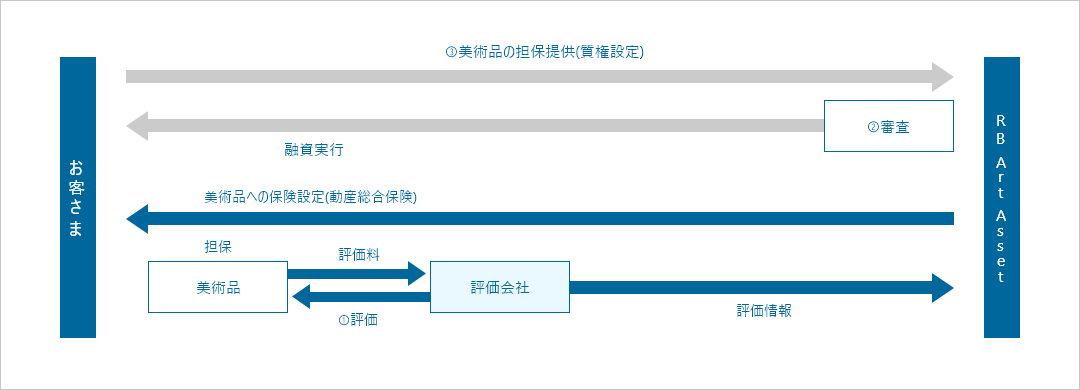 ③美術品の担保提供(質権設定)
②審査
融資実行
お客さま
RB Art Asset
美術品への保険設定(動産総合保険)
担保
評価料
美術品
評価会社
①評価
評価情報